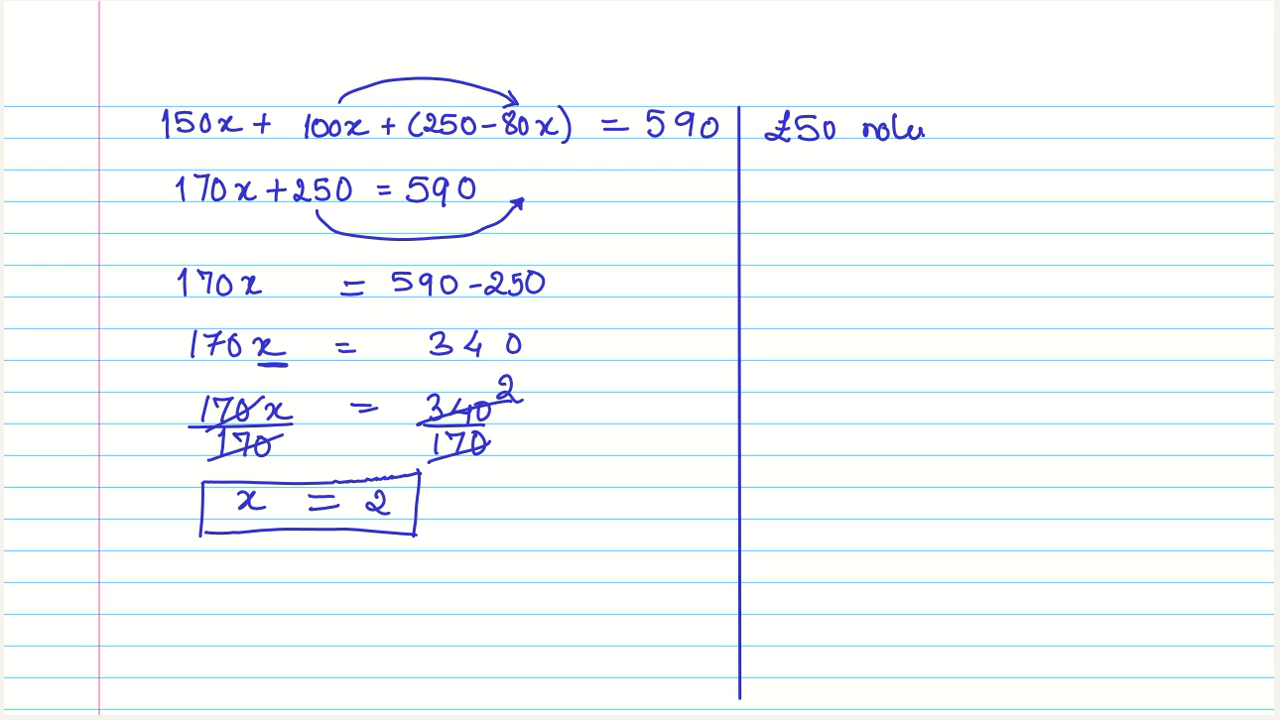 150x + 100x + (250-80x) = 590
170x + 250 = 590
170x = 590 - 250
170x = 340
170x/170 = 340/170 2
x = 2
£50